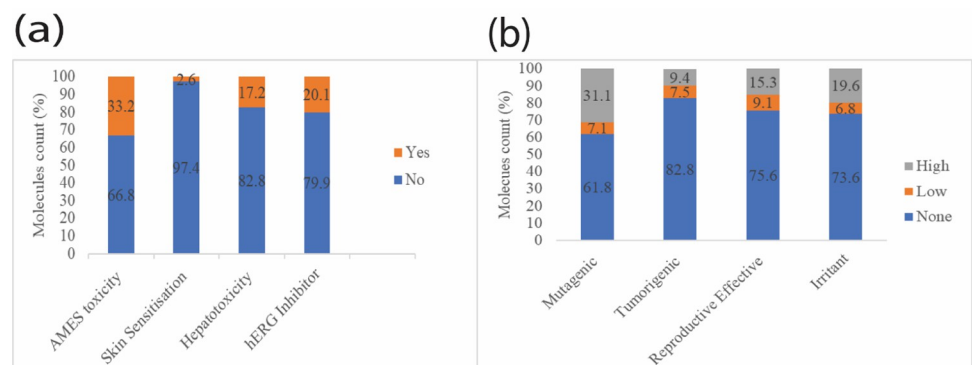 (a)
Molecules count (%)
100
90
80
70
60
50
40
30
20
10
0
33.2
2.6
17.2
20.1
66.8
97.4
82.8
79.9
Yes
No
AMES toxicity
Skin Sensitisation
Hepatotoxicity
hERG Inhibitor
(b)
Molecues count (%)
100
90
80
70
60
50
40
30
20
10
0
31.1
9.4
15.3
19.6
7.1
7.5
9.1
6.8
61.8
82.8
75.6
73.6
High
Low
None
Mutagenic
Tumorigenic
Reproductive Effective
Irritant